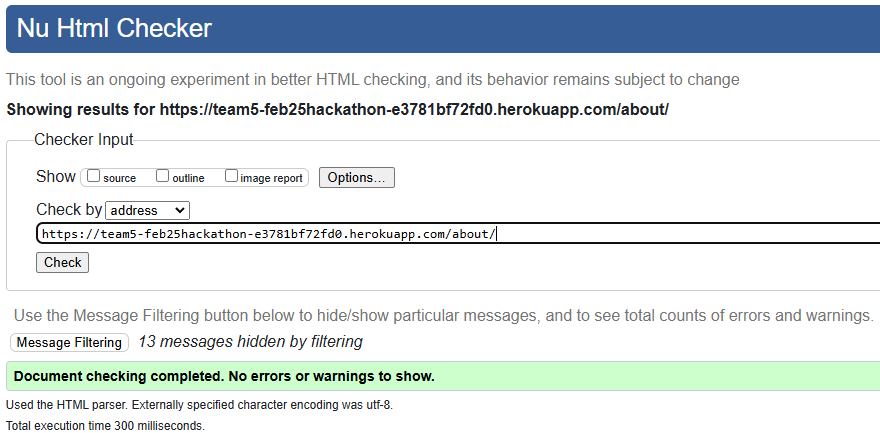 Nu Html Checker
This tool is an ongoing experiment in better HTML checking, and its behavior remains subject to change
Showing results for https://team5-feb25hackathon-e3781bf72fd0.herokuapp.com/about/
Checker Input
Show source outline image report Options...
Check by address
https://team5-feb25hackathon-e3781bf72fd0.herokuapp.com/about/
Check
Use the Message Filtering button below to hide/show particular messages, and to see total counts of errors and warnings.
Message Filtering 13 messages hidden by filtering
Document checking completed. No errors or warnings to show.
Used the HTML parser. Externally specified character encoding was utf-8.
Total execution time 300 milliseconds.